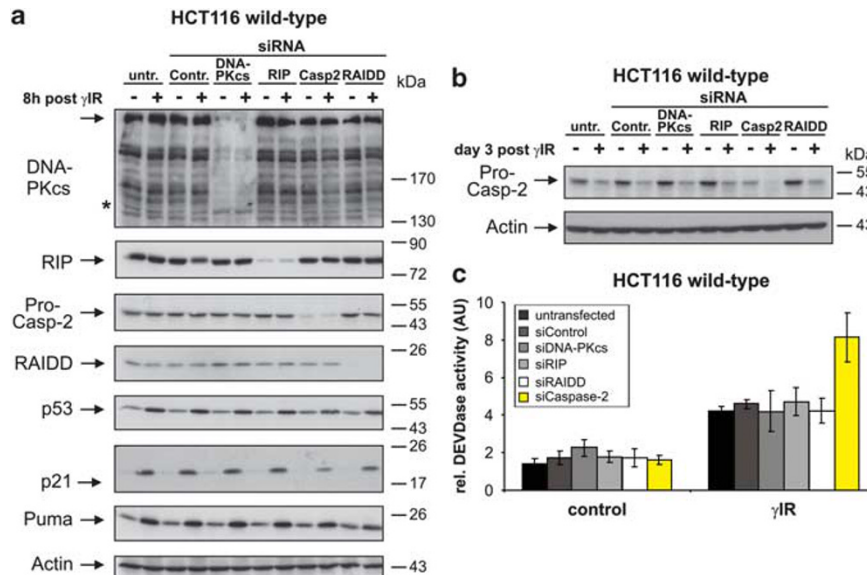 a
HCT116 wild-type
siRNA
untr. Contr. DNA-PKcs RIP Casp2 RAIDD kDa
8h post γIR - + - + - + - + - + - +
DNA-PKcs
*
170
130
RIP
90
72
Pro-Casp-2
55
43
RAIDD
26
p53
55
43
p21
26
17
Puma
26
Actin
43
b
HCT116 wild-type
siRNA
untr. Contr. DNA-PKcs RIP Casp2 RAIDD
day 3 post γIR - + - + - + - + - + - + kDa
Pro-Casp-2
55
43
Actin
43
c
HCT116 wild-type
rel. DEVDase activity (AU)
10
8
6
4
2
0
untransfected
siControl
siDNA-PKcs
siRIP
siRAIDD
siCaspase-2
control
γIR